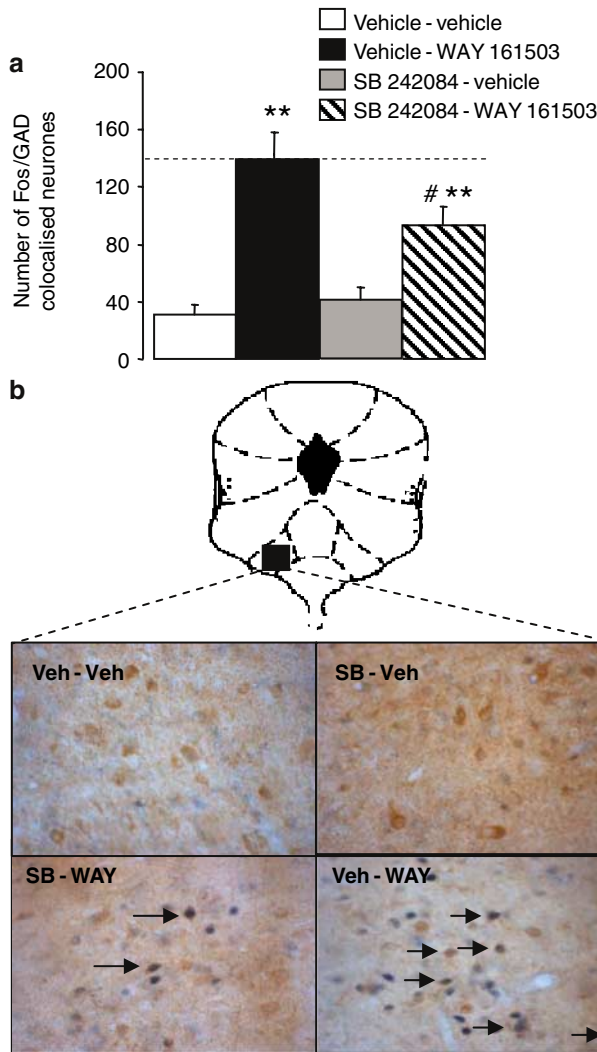 Vehicle - vehicle
Vehicle - WAY 161503
SB 242084 - vehicle
SB 242084 - WAY 161503
a
Number of Fos/GAD
colocalised neurones
200
160
120
80
40
0
**
# **
b
Veh - Veh
SB - Veh
SB - WAY
Veh - WAY